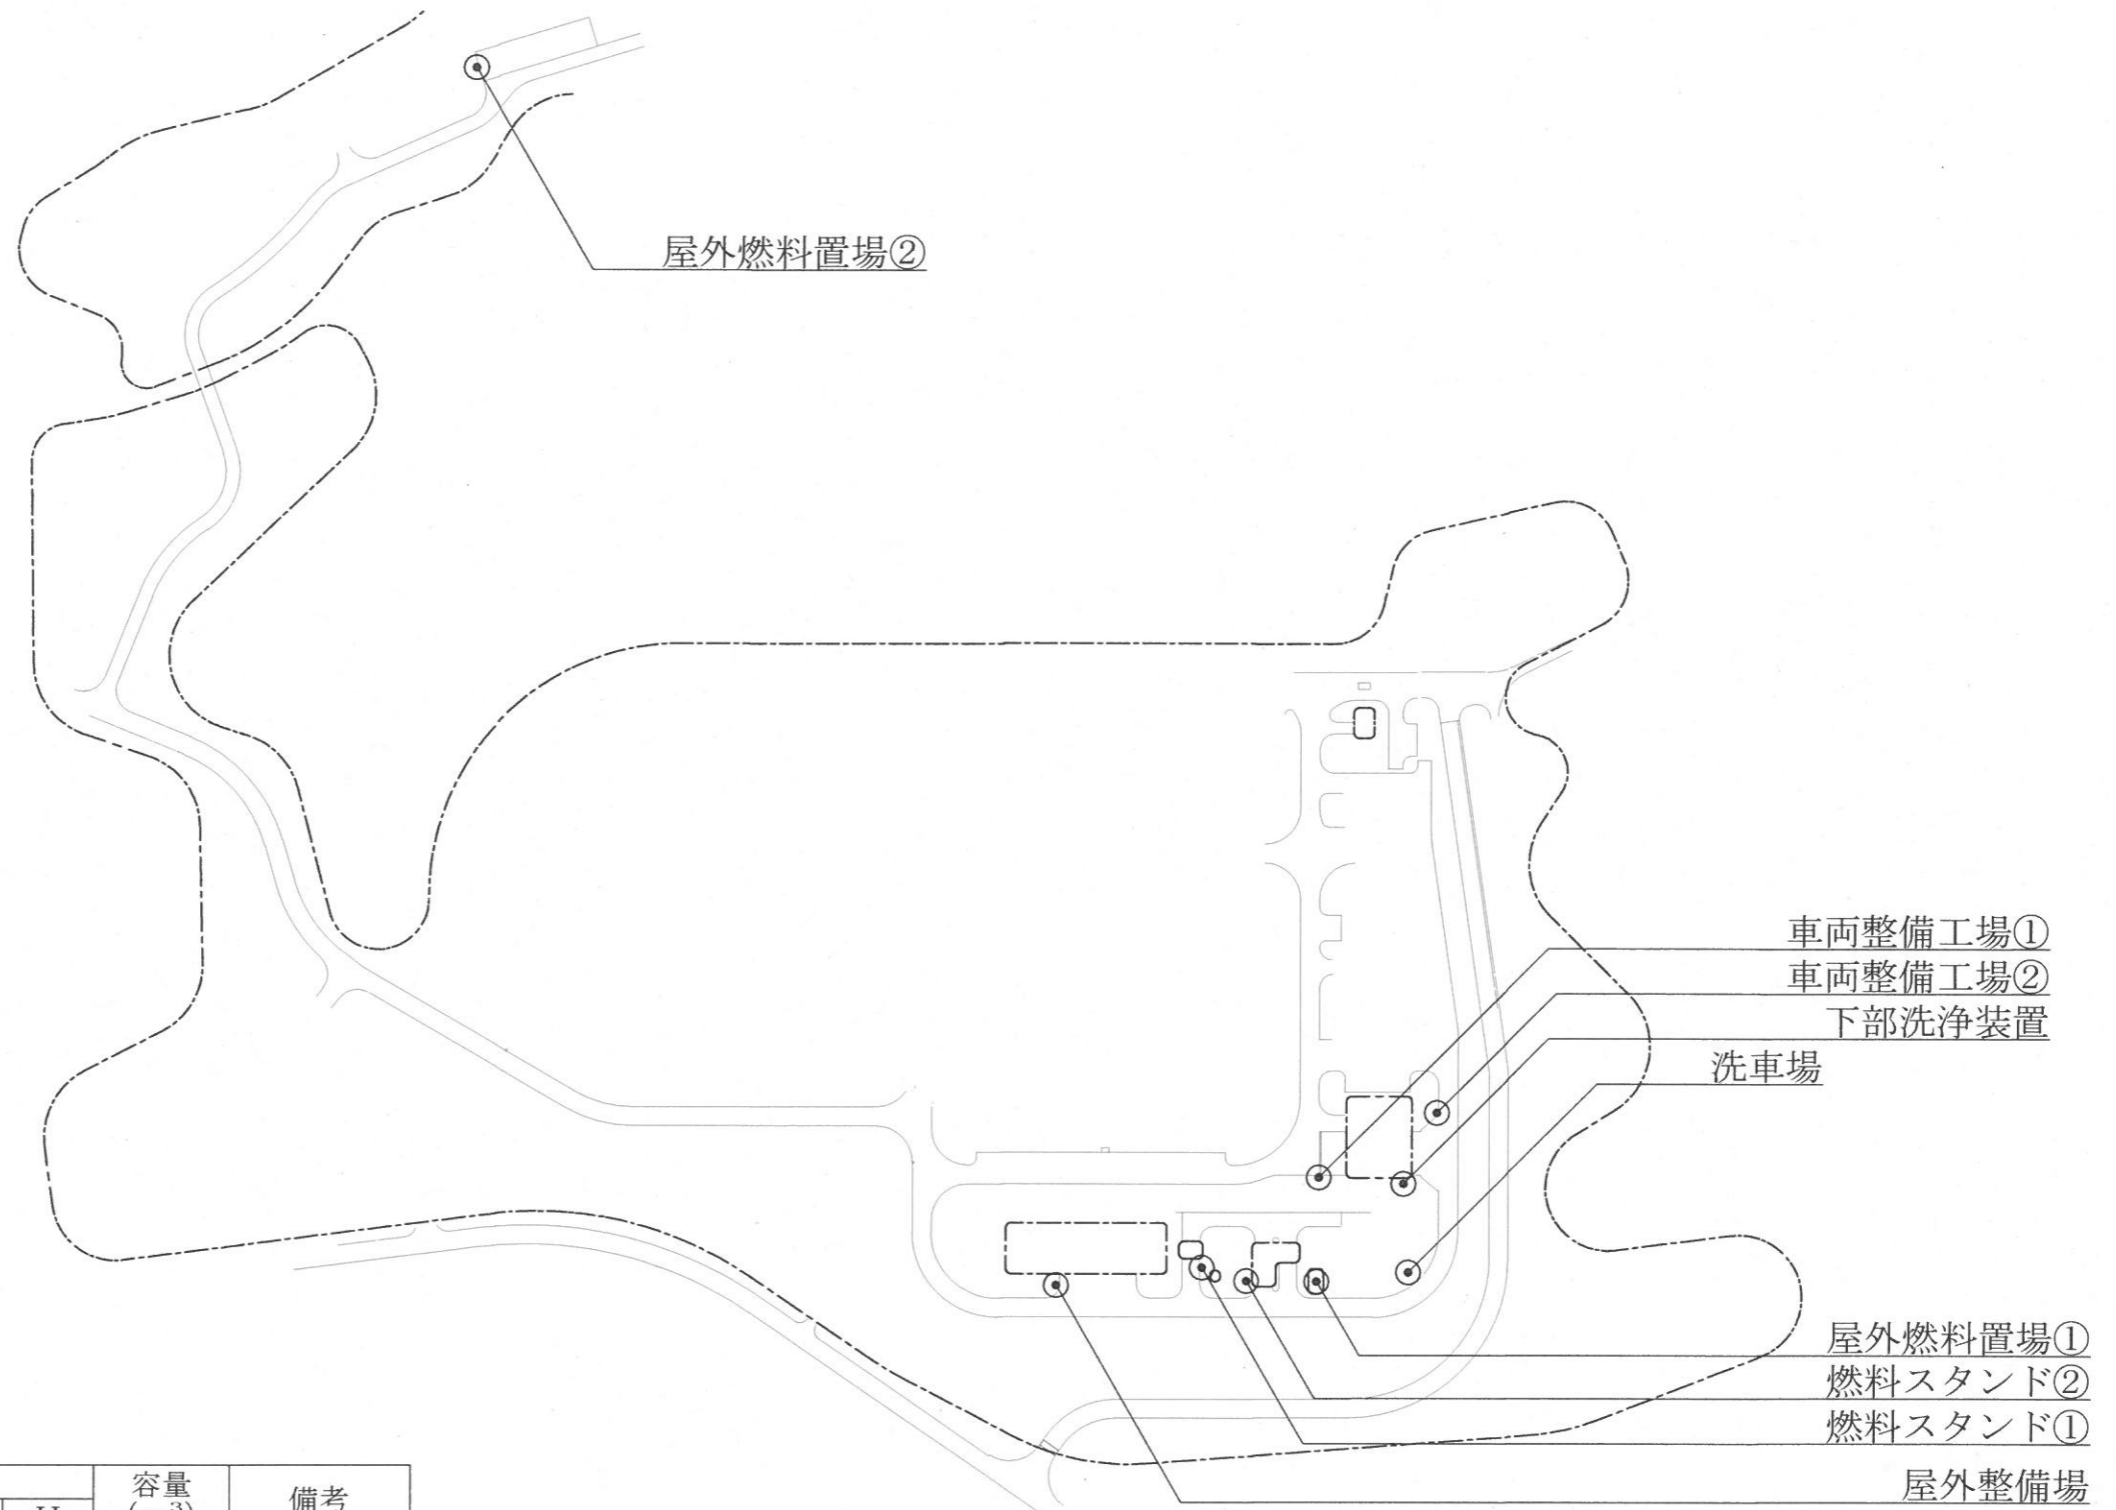 屋外燃料置場②
車両整備工場①
車両整備工場②
下部洗浄装置
洗車場
屋外燃料置場①
燃料スタンド②
燃料スタンド①
屋外整備場
容量
備考